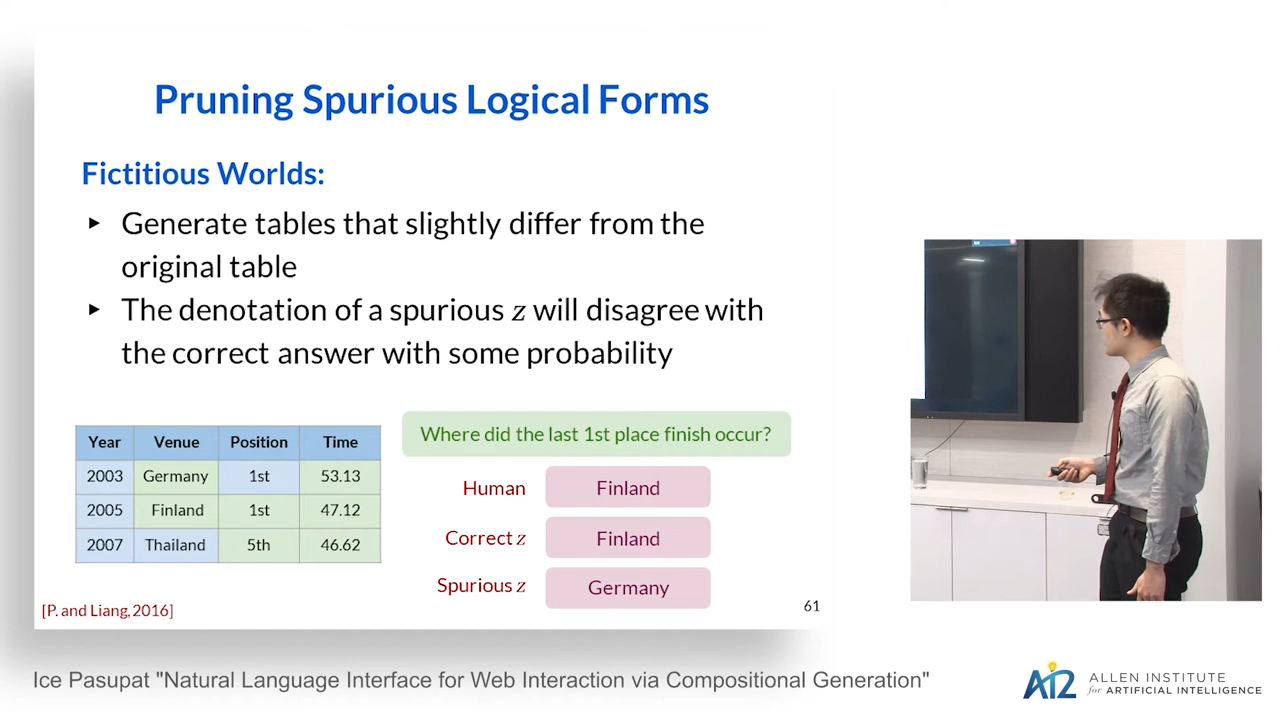 Pruning Spurious Logical Forms
Fictitious Worlds:
Generate tables that slightly differ from the
original table
The denotation of a spurious z will disagree with
the correct answer with some probability
Year Venue Position Time
2003 Germany 1st 53.13
2005 Finland 1st 47.12
2007 Thailand 5th 46.62
Where did the last 1st place finish occur?
Human Finland
Correct z Finland
Spurious z Germany
[P. and Liang, 2016]
61
Ice Pasupat "Natural Language Interface for Web Interaction via Compositional Generation"
AI2 ALLEN INSTITUTE
for ARTIFICIAL INTELLIGENCE